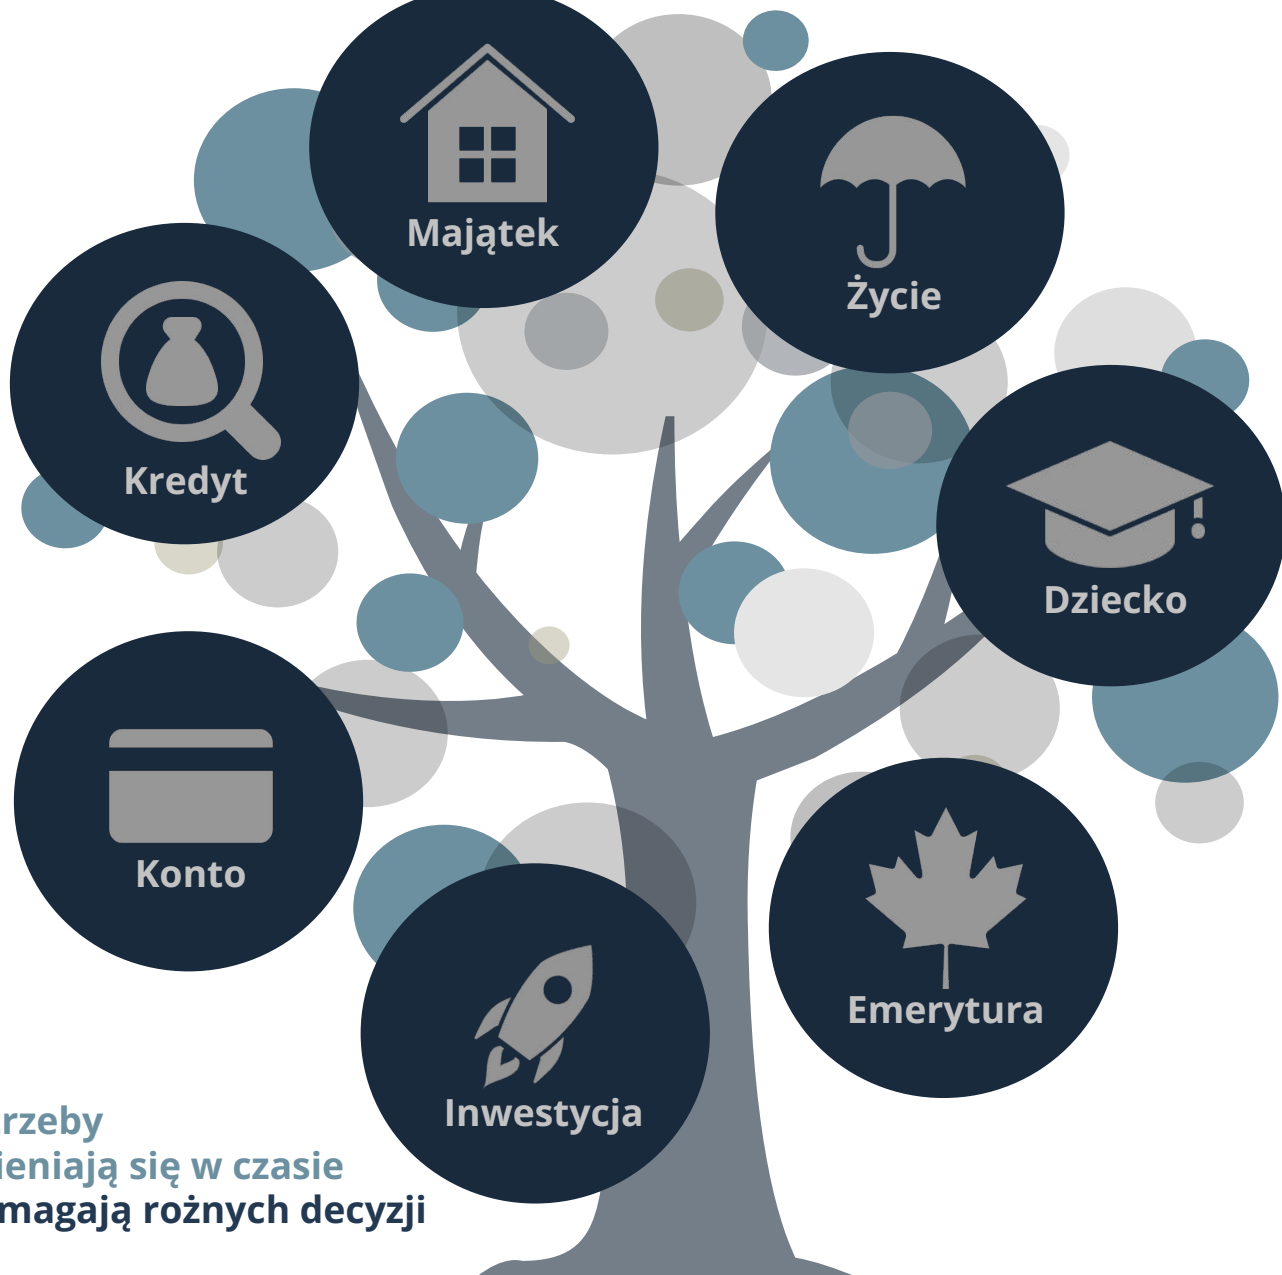 Majątek
Życie
Kredyt
Dziecko
Konto
Emerytura
Inwestycja
rzeby
ieniają się w czasie
magają rożnych decyzji